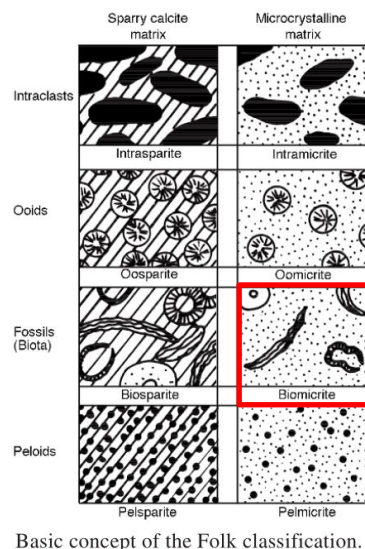 Sparry calcite Microcrystalline
matrix matrix
Intraclasts
Intrasparite Intramicrite
Ooids
Oosparite Oomicrite
Fossils
(Biota)
Biosparite Biomicrite
Peloids
Pelsparite Pelmicrite
Basic concept of the Folk classification.